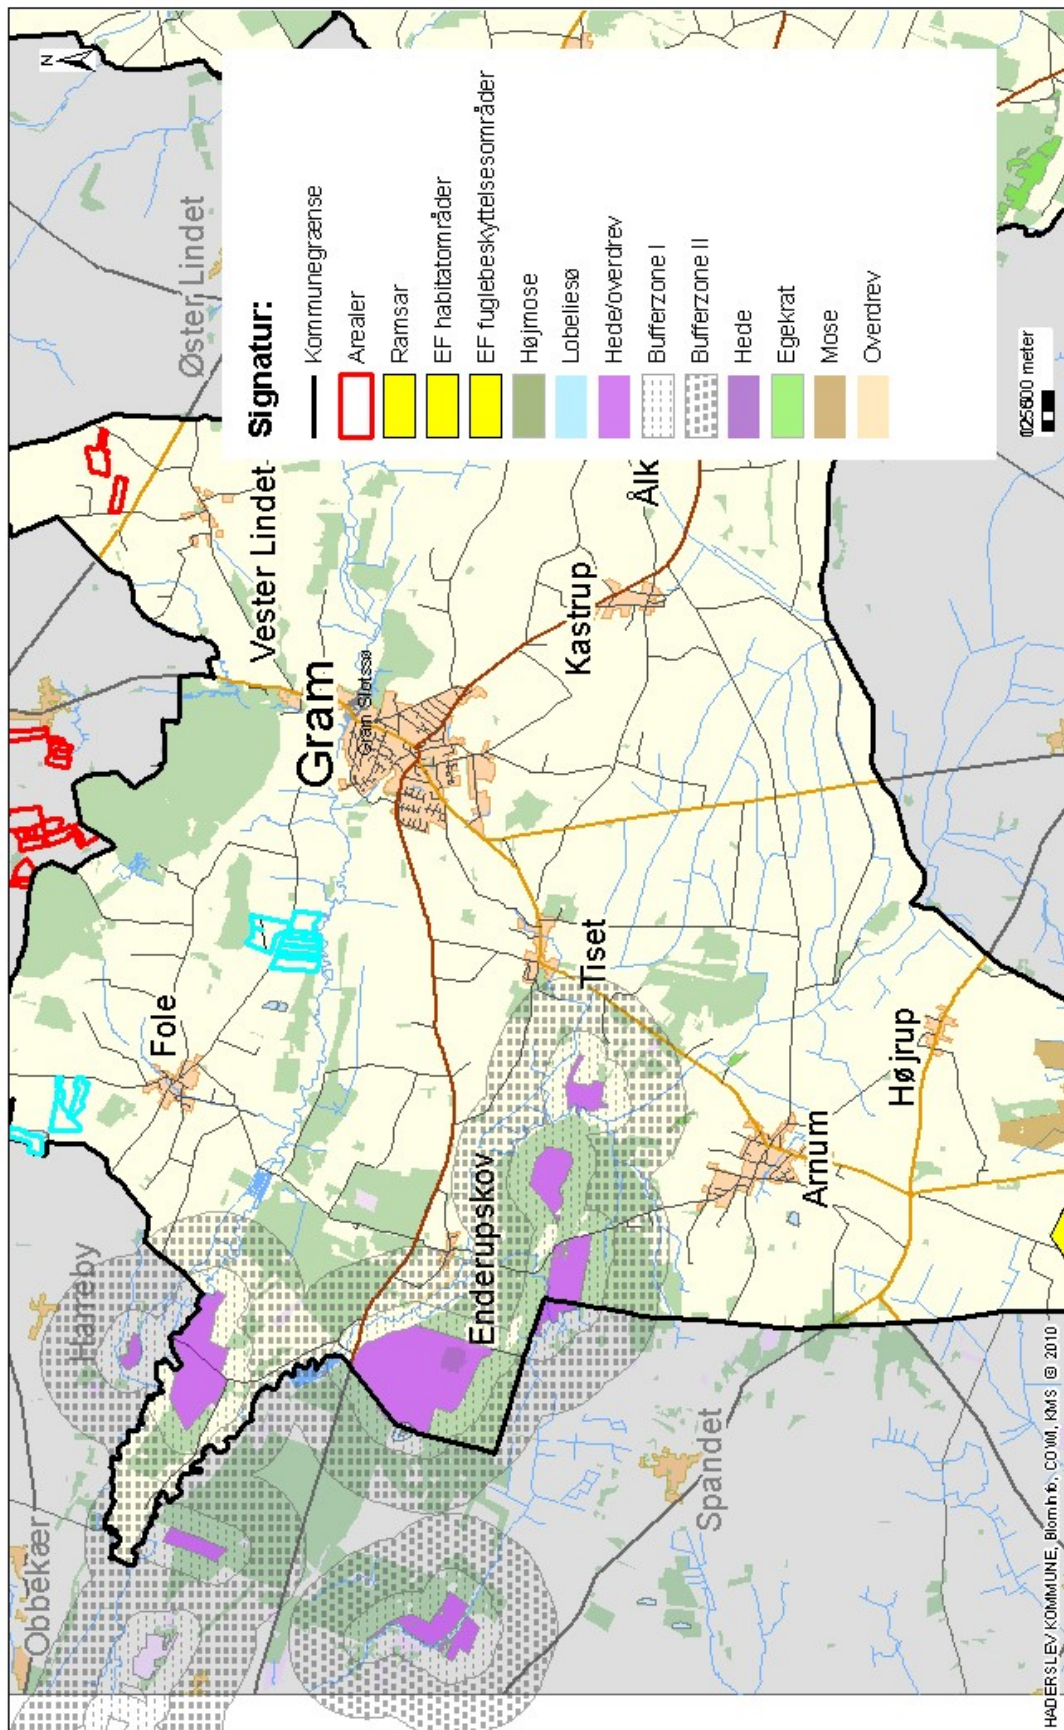 N
Obbekær
Harreby
Fole
Gram
Gram Slotssø
Vester Lindet
Øster Lindet
Enderupskov
Tiset
Kastrup
Ålk
Spandet
Arnum
Højrup
Signatur:
Kommunegrænse
Arealer
Ramsar
EF habitatområder
EF fuglebeskyttelsesområder
Højmose
Lobeliesø
Hede/overdrev
Bufferzone I
Bufferzone II
Hede
Egekrat
Mose
Overdrev
meter
HADERSLEV KOMMUNE, BlomInfo, COWI, KMS © 2010